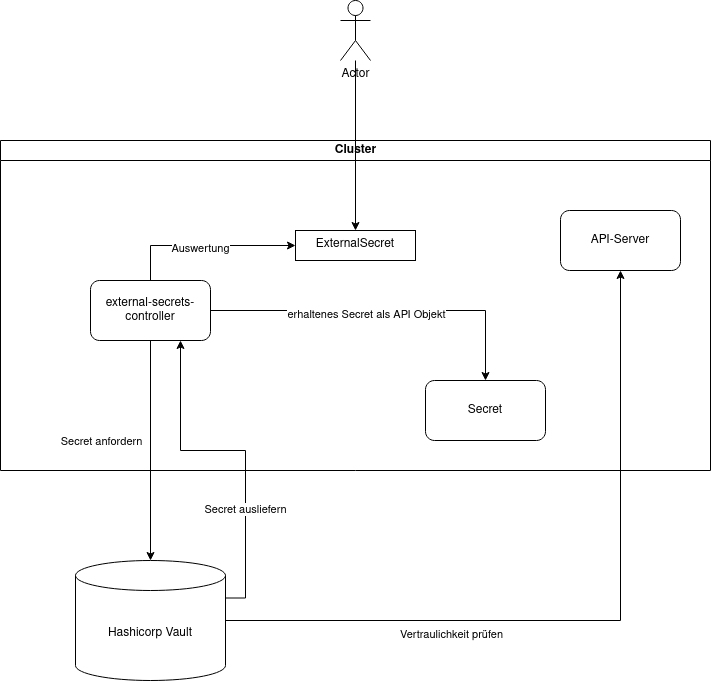 Actor
Cluster
ExternalSecret
API-Server
Auswertung
external-secrets-
controller
erhaltenes Secret als API Objekt
Secret
Secret anfordern
Secret ausliefern
Hashicorp Vault
Vertraulichkeit prüfen